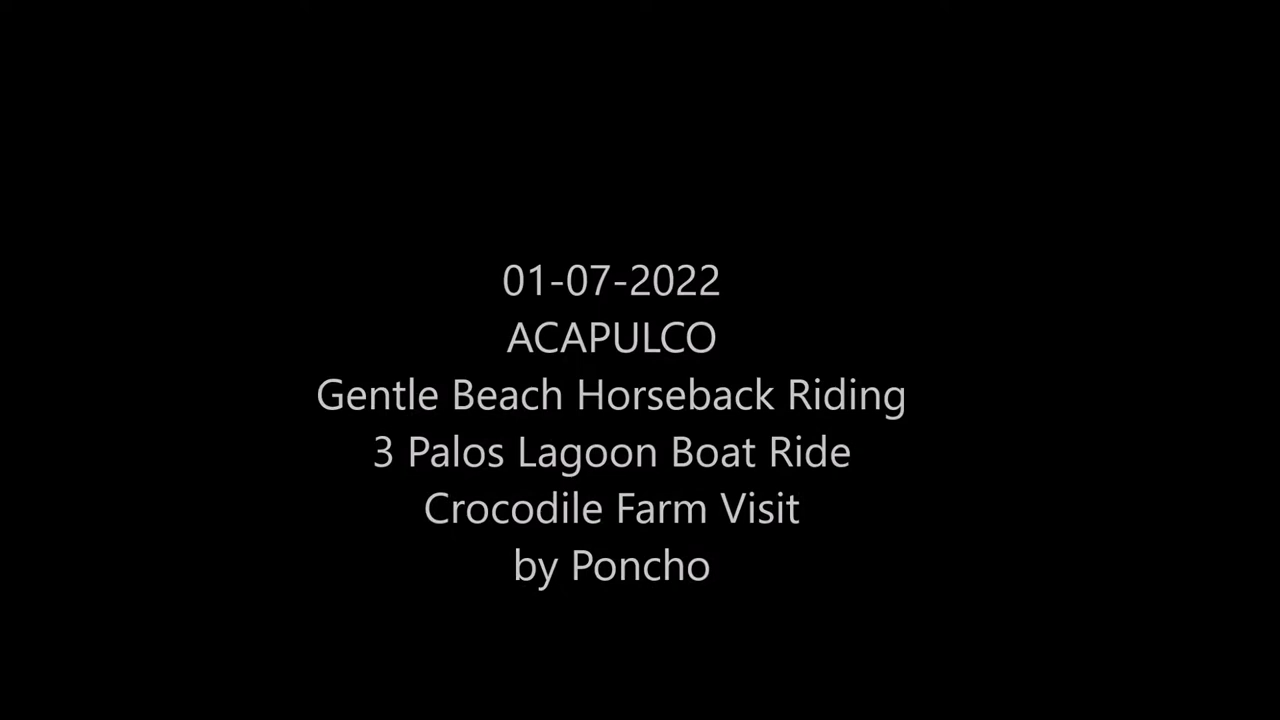 01-07-2022
ACAPULCO
Gentle Beach Horseback Riding
3 Palos Lagoon Boat Ride
Crocodile Farm Visit
by Poncho